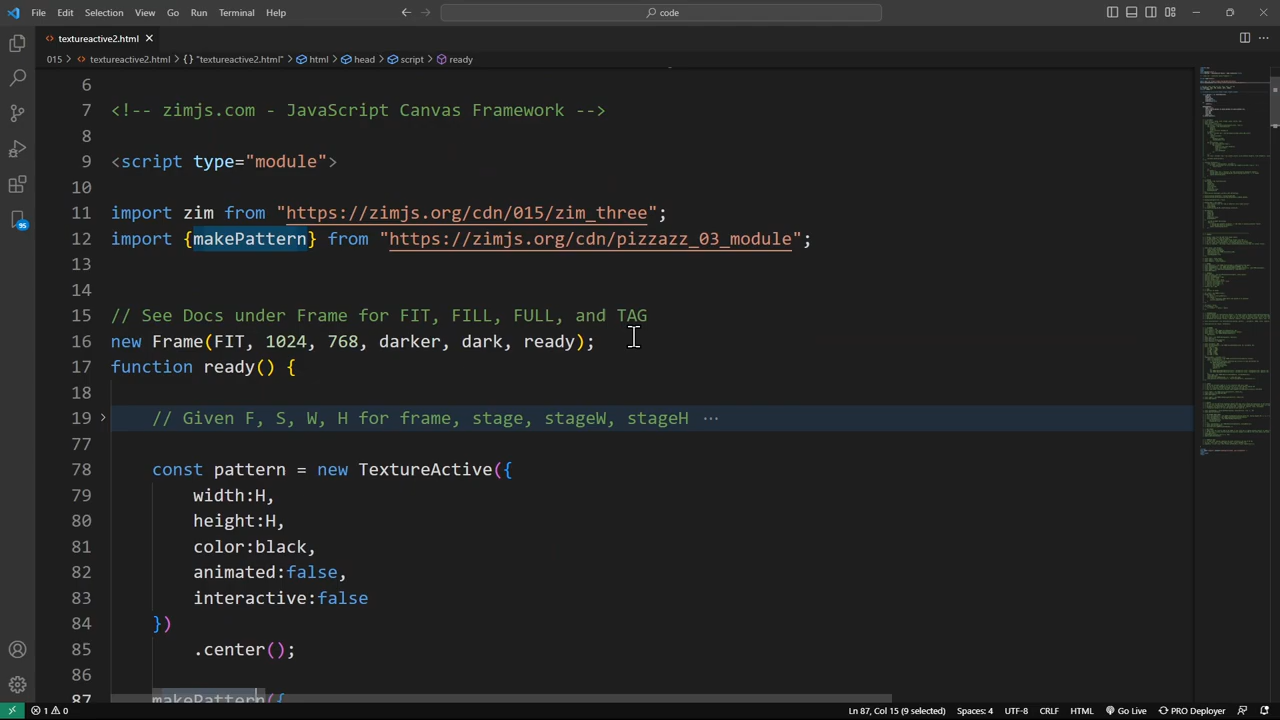 File Edit Selection View Go Run Terminal Help
code
textureactive2.html
015 > textureactive2.html > {} "textureactive2.html" > html > head > script > ready
6
7 <!-- zimjs.com - JavaScript Canvas Framework -->
8
9 <script type="module">
10
11 import zim from "https://zimjs.org/cdn/015/zim_three";
12 import {makePattern} from "https://zimjs.org/cdn/pizzazz_03_module";
13
14
15 // See Docs under Frame for FIT, FILL, FULL, and TAG
16 new Frame(FIT, 1024, 768, darker, dark, ready);
17 function ready() {
18
19 // Given F, S, W, H for frame, stage, stageW, stageH ...
77
78 const pattern = new TextureActive({
79 width:H,
80 height:H,
81 color:black,
82 animated:false,
83 interactive:false
84 })
85 .center();
86
87 makePattern({
95
1 0 Ln 87, Col 15 (9 selected) Spaces: 4 UTF-8 CRLF HTML Go Live PRO Deployer